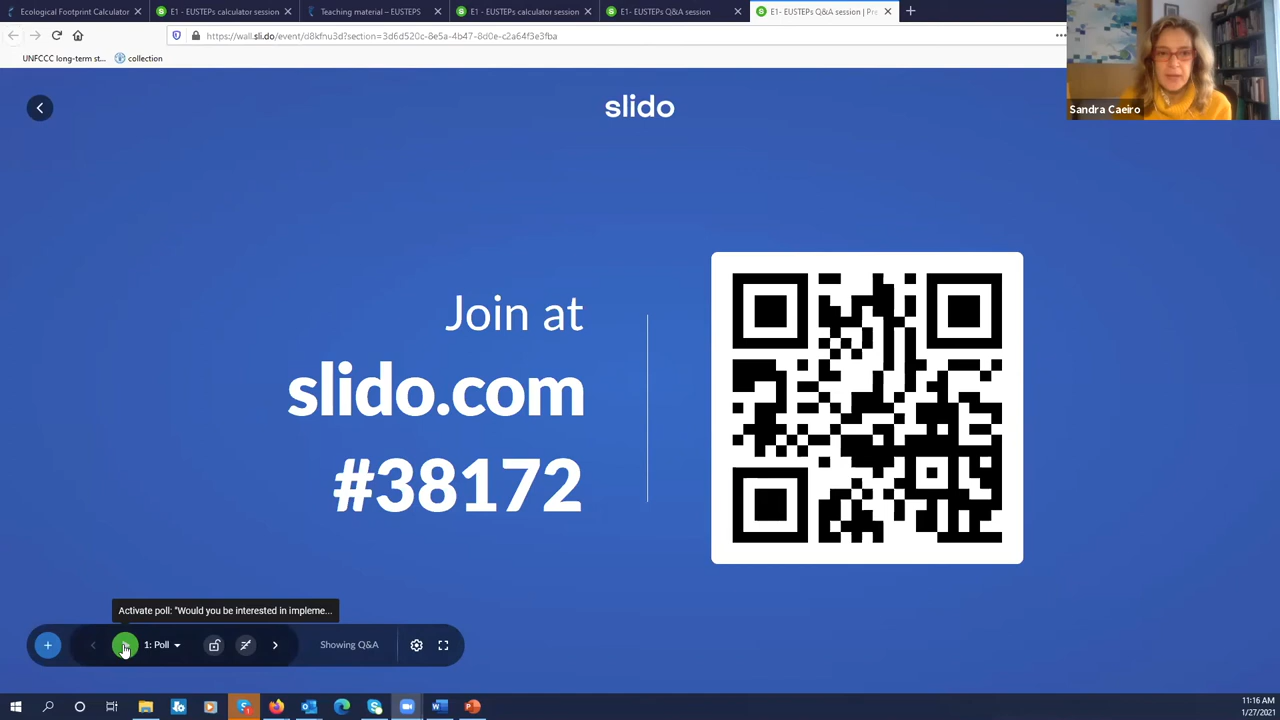 Ecological Footprint Calculator
E1 - EUSTEPs calculator session
Teaching material – EUSTEPS
E1 - EUSTEPs calculator session
E1- EUSTEPs Q&A session
E1- EUSTEPs Q&A session | Pre
https://wall.sli.do/event/d8kfnu3d?section=3d6d520c-8e5a-4b47-8d0e-c2a64f3e3fba
UNFCCC long-term st...
collection
Sandra Caeiro
slido
Join at
slido.com
#38172
Activate poll: "Would you be interested in impleme...
1: Poll
Showing Q&A
11:16 AM
1/27/2021